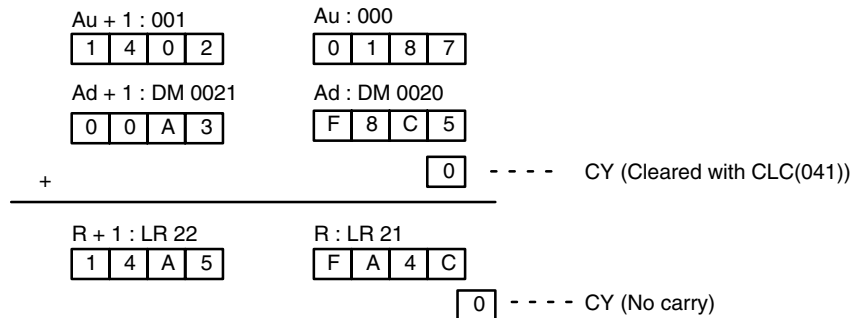 Au + 1 : 001 Au : 000
1 4 0 2 0 1 8 7
Ad + 1 : DM 0021 Ad : DM 0020
0 0 A 3 F 8 C 5
0 - - - - CY (Cleared with CLC(041))
+
R + 1 : LR 22 R : LR 21
1 4 A 5 F A 4 C
0 - - - - CY (No carry)